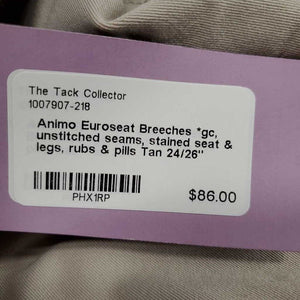 The Tack Collector
1007907-218
Animo Euroseat Breeches *gc,
unstitched seams, stained seat &
legs, rubs & pills Tan 24/26"
$86.00
PHX1RP